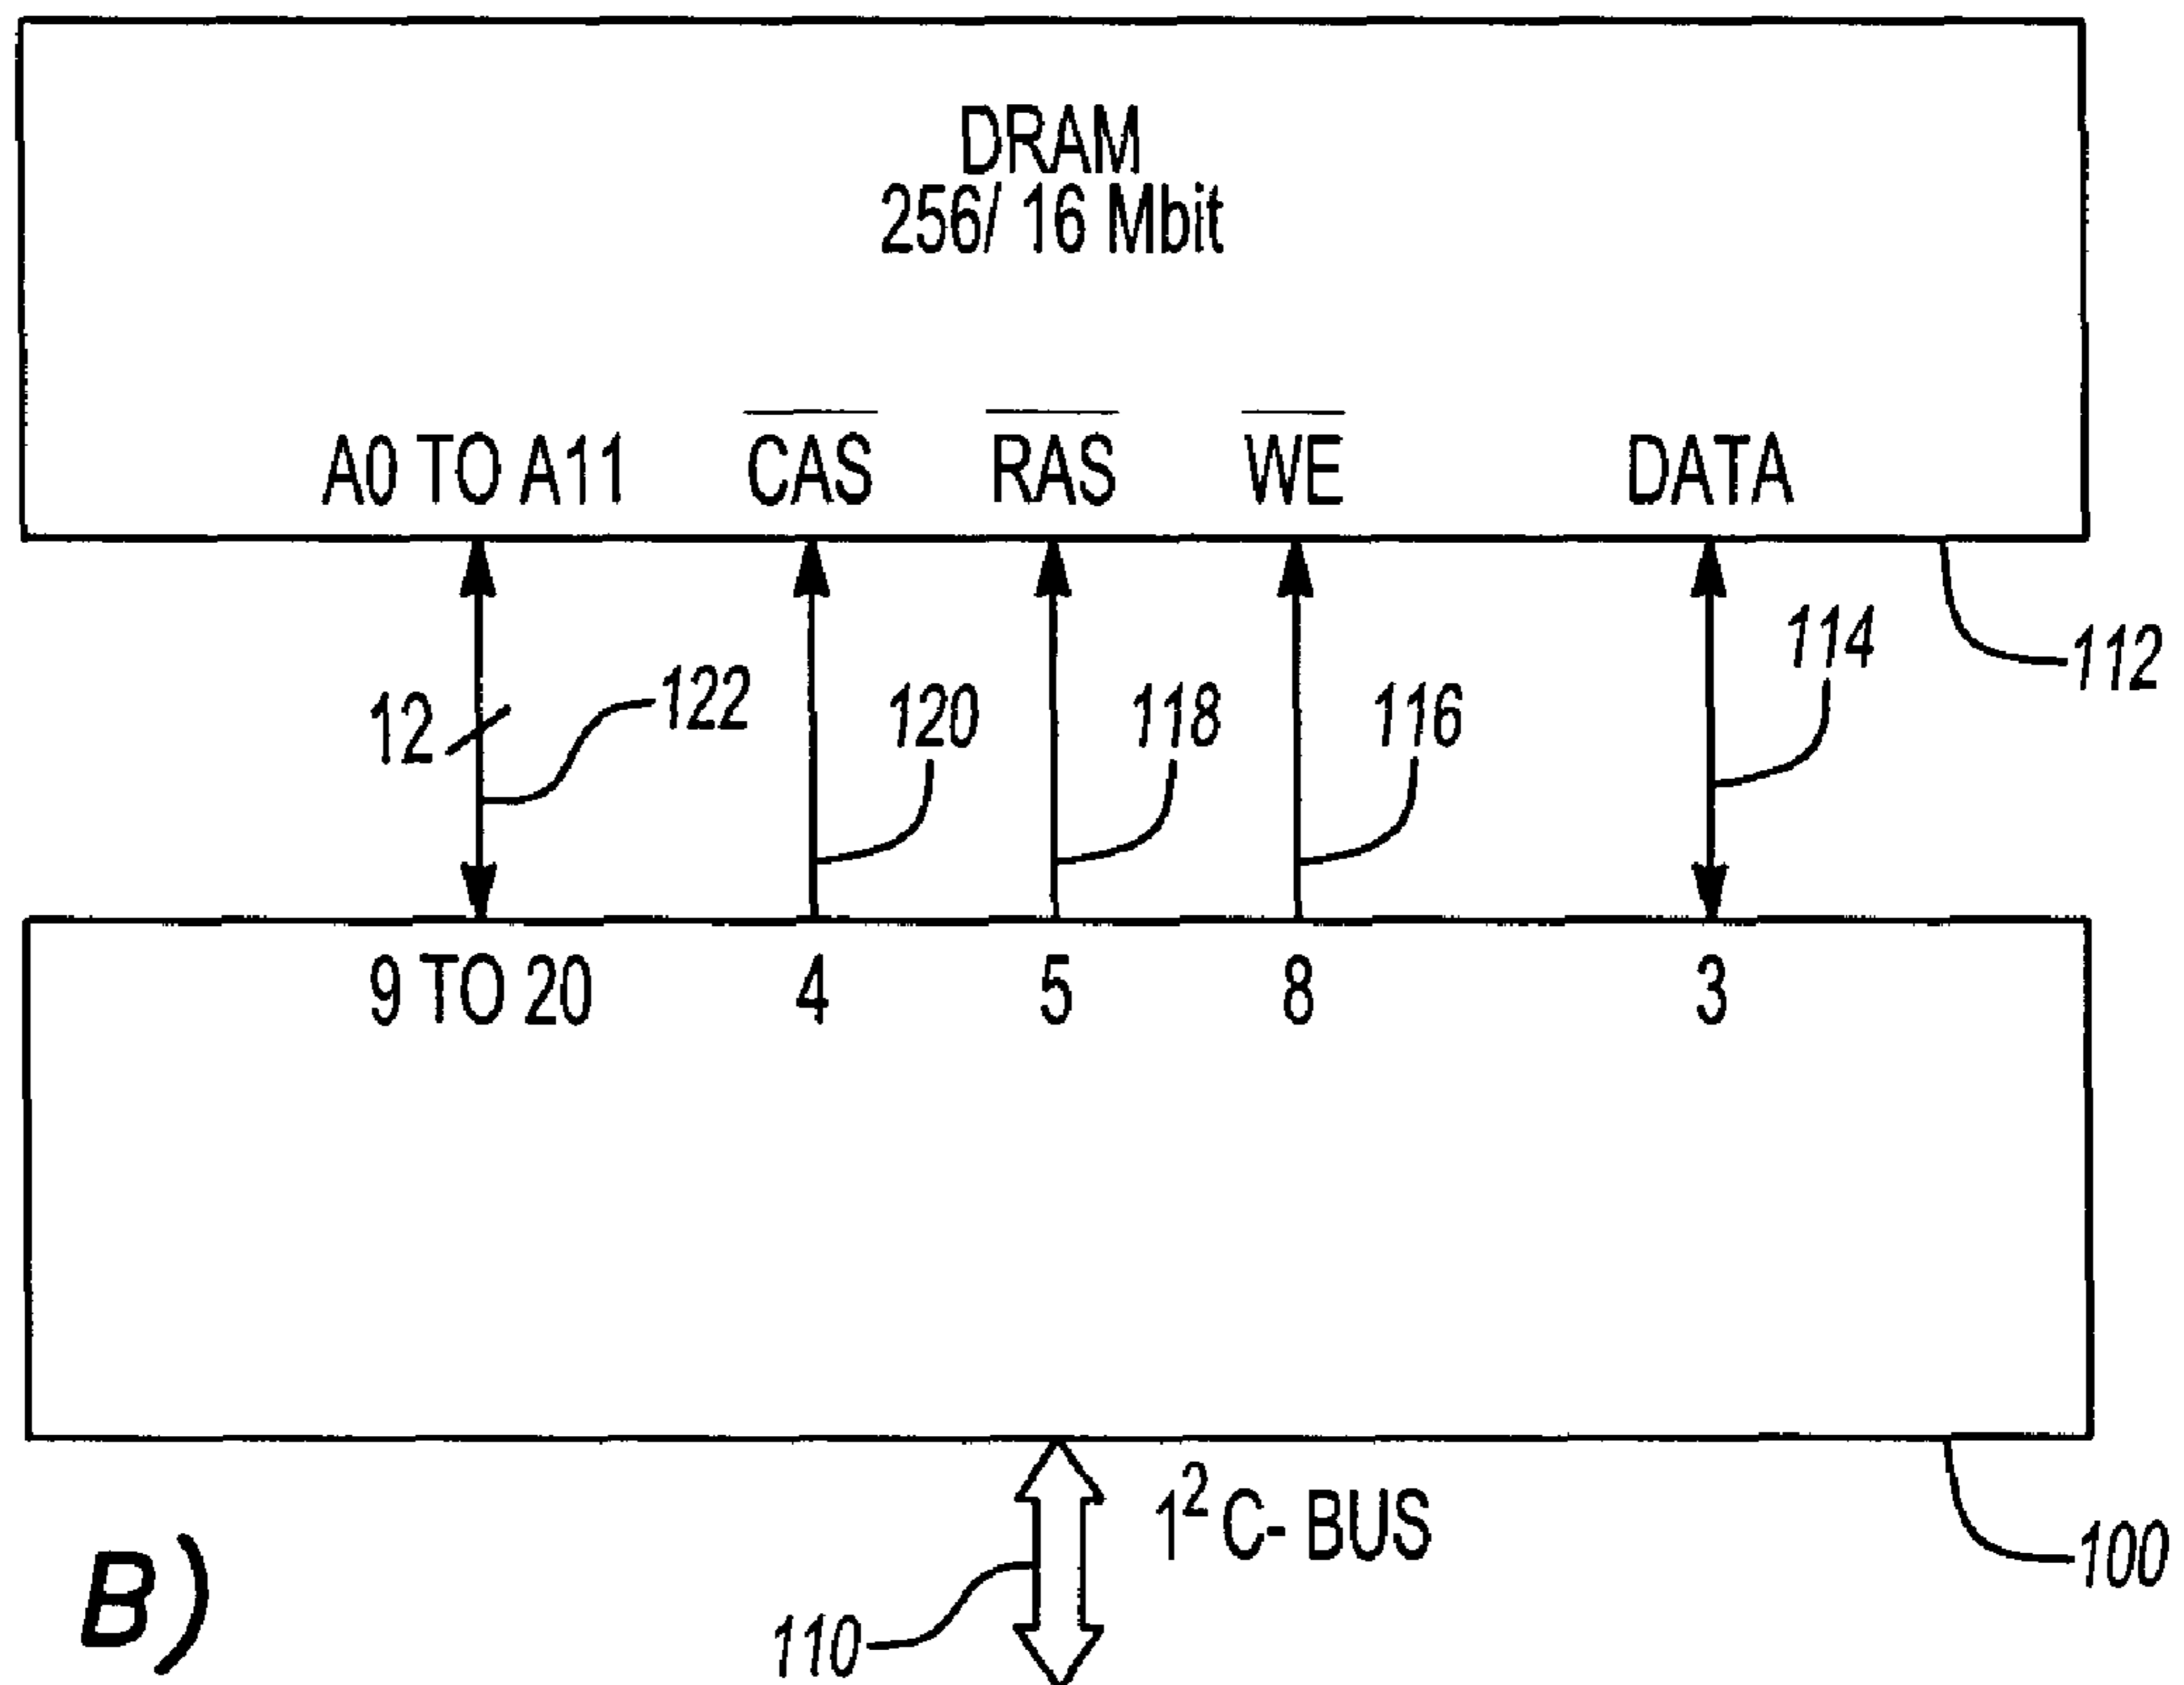 DRAM
256/ 16 Mbit
A0 TO A11 CAS RAS WE DATA
114
112
122
12
120 118 116
9 TO 20 4 5 8 3
1²C- BUS
100
B)
110